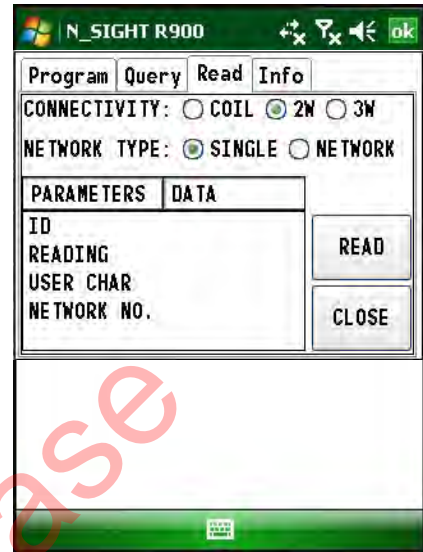 N_SIGHT R900 ok
Program Query Read Info
CONNECTIVITY: COIL 2W 3W
NETWORK TYPE: SINGLE NETWORK
PARAMETERS DATA
ID
READING
USER CHAR
NETWORK NO.
READ
CLOSE
ase